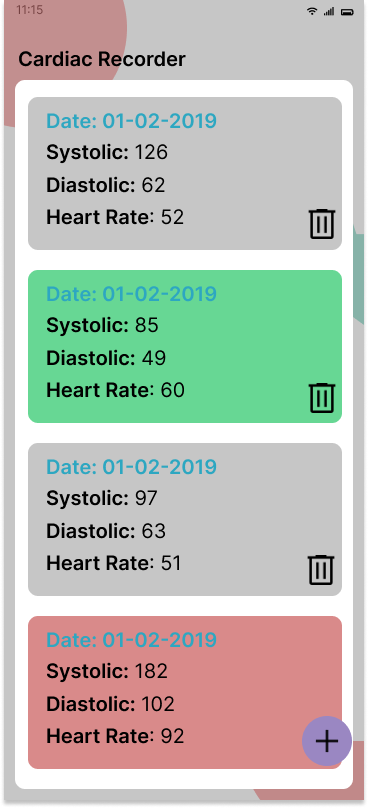 11:15
Cardiac Recorder
Date: 01-02-2019
Systolic: 126
Diastolic: 62
Heart Rate: 52
Date: 01-02-2019
Systolic: 85
Diastolic: 49
Heart Rate: 60
Date: 01-02-2019
Systolic: 97
Diastolic: 63
Heart Rate: 51
Date: 01-02-2019
Systolic: 182
Diastolic: 102
Heart Rate: 92